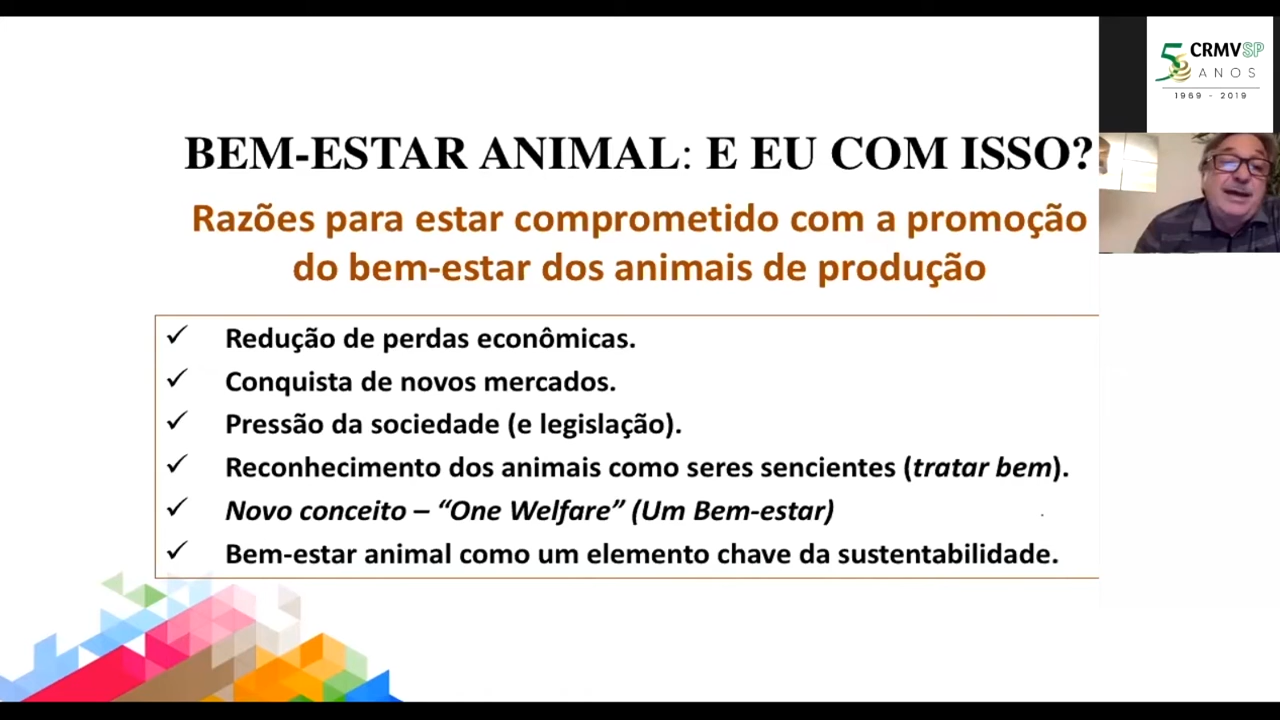 CRMVSP
50 ANOS
1969 - 2019
BEM-ESTAR ANIMAL: E EU COM ISSO?
Razões para estar comprometido com a promoção
do bem-estar dos animais de produção
✓ Redução de perdas econômicas.
✓ Conquista de novos mercados.
✓ Pressão da sociedade (e legislação).
✓ Reconhecimento dos animais como seres sencientes (tratar bem).
✓ Novo conceito – “One Welfare” (Um Bem-estar)
✓ Bem-estar animal como um elemento chave da sustentabilidade.